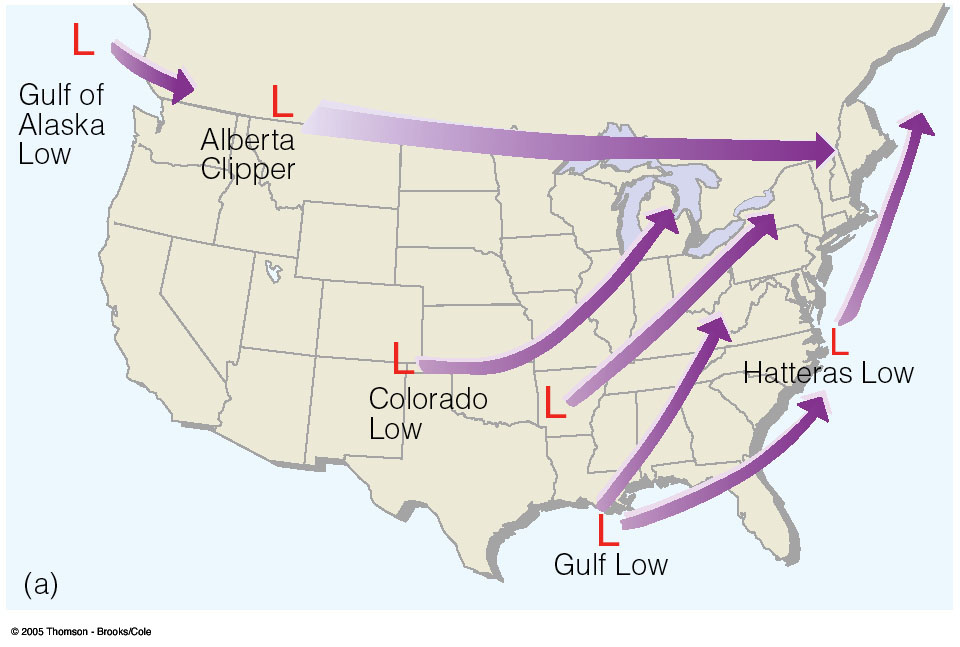 L
Gulf of
Alaska
Low
L
Alberta
Clipper
L
Colorado
Low
L
L
Hatteras Low
L
Gulf Low
(a)
© 2005 Thomson - Brooks/Cole